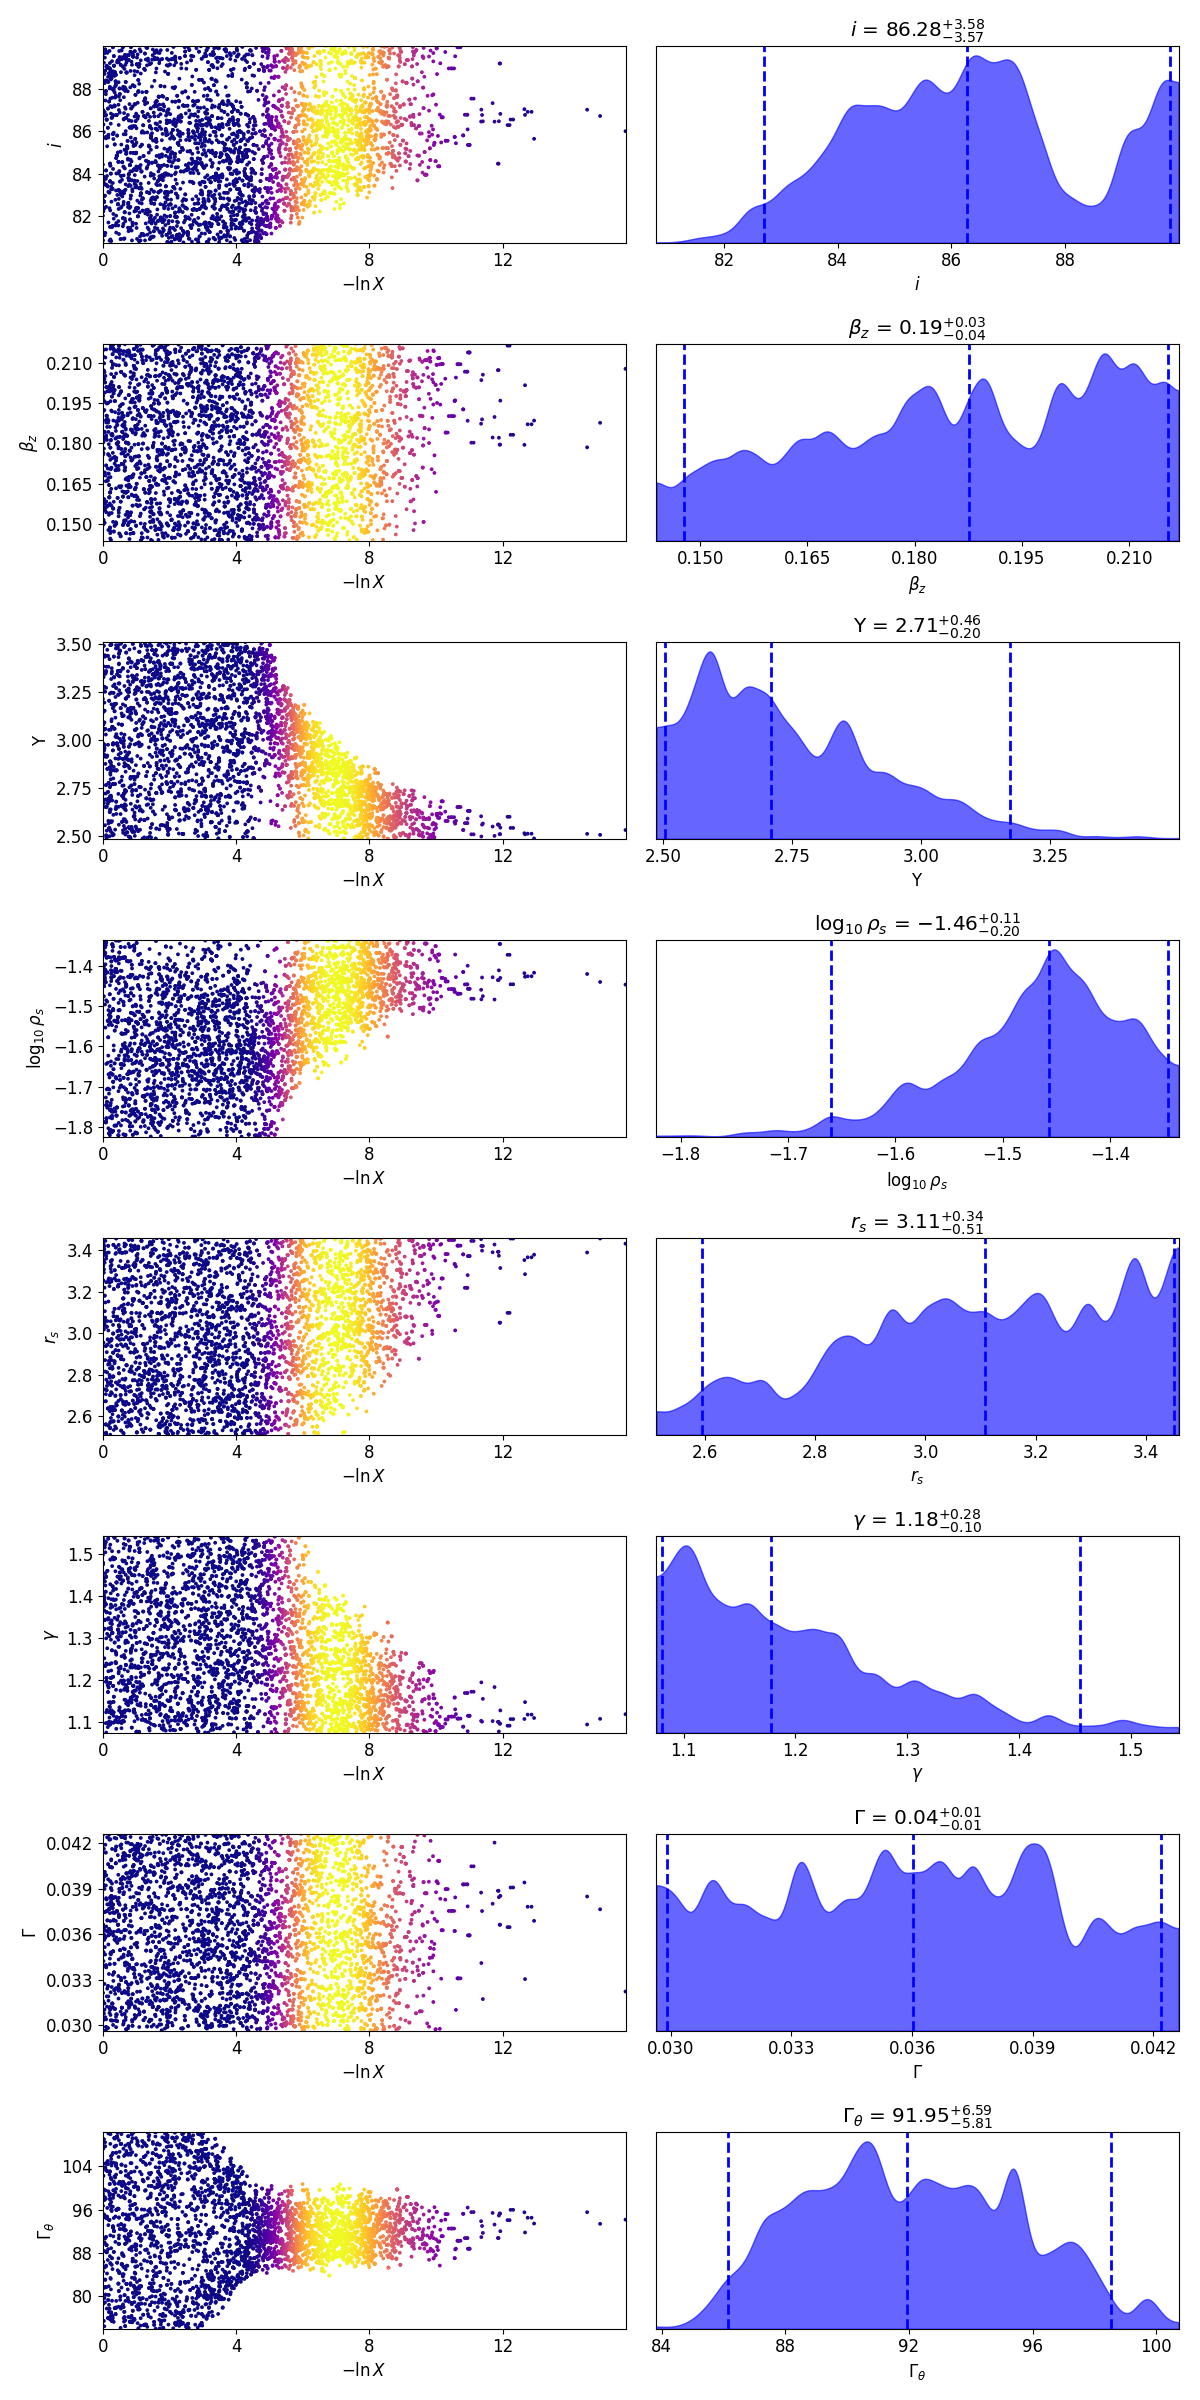 i = 86.28 +3.58 −3.57
88
86
84
82
i
0 4 8 12
−ln X
82 84 86 88
i
β_z = 0.19 +0.03 −0.04
0.210
0.195
0.180
0.165
0.150
β_z
0 4 8 12
−ln X
0.150 0.165 0.180 0.195 0.210
β_z
Υ = 2.71 +0.46 −0.20
3.50
3.25
3.00
2.75
2.50
Υ
0 4 8 12
−ln X
2.50 2.75 3.00 3.25
Υ
log₁₀ ρ_s = −1.46 +0.11 −0.20
−1.4
−1.5
−1.6
−1.7
−1.8
log₁₀ ρ_s
0 4 8 12
−ln X
−1.8 −1.7 −1.6 −1.5 −1.4
log₁₀ ρ_s
r_s = 3.11 +0.34 −0.51
3.4
3.2
3.0
2.8
2.6
r_s
0 4 8 12
−ln X
2.6 2.8 3.0 3.2 3.4
r_s
γ = 1.18 +0.28 −0.10
1.5
1.4
1.3
1.2
1.1
γ
0 4 8 12
−ln X
1.1 1.2 1.3 1.4 1.5
γ
Γ = 0.04 +0.01 −0.01
0.042
0.039
0.036
0.033
0.030
Γ
0 4 8 12
−ln X
0.030 0.033 0.036 0.039 0.042
Γ
Γ_θ = 91.95 +6.59 −5.81
104
96
88
80
Γ_θ
0 4 8 12
−ln X
84 88 92 96 100
Γ_θ